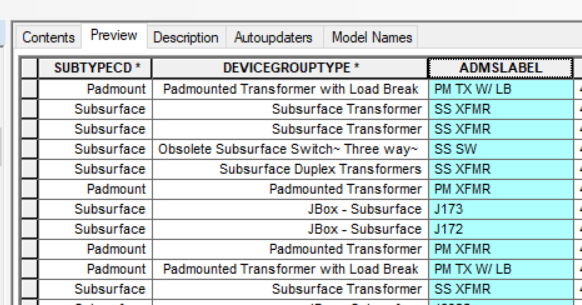 Contents Preview Description Autoupdaters Model Names
SUBTYPECD * DEVICEGROUPTYPE * ADMSLABEL
Padmount Padmounted Transformer with Load Break PM TX W/ LB
Subsurface Subsurface Transformer SS XFMR
Subsurface Subsurface Transformer SS XFMR
Subsurface Obsolete Subsurface Switch~ Three way~ SS SW
Subsurface Subsurface Duplex Transformers SS XFMR
Padmount Padmounted Transformer PM XFMR
Subsurface JBox - Subsurface J173
Subsurface JBox - Subsurface J172
Padmount Padmounted Transformer PM XFMR
Padmount Padmounted Transformer with Load Break PM TX W/ LB
Subsurface Subsurface Transformer SS XFMR